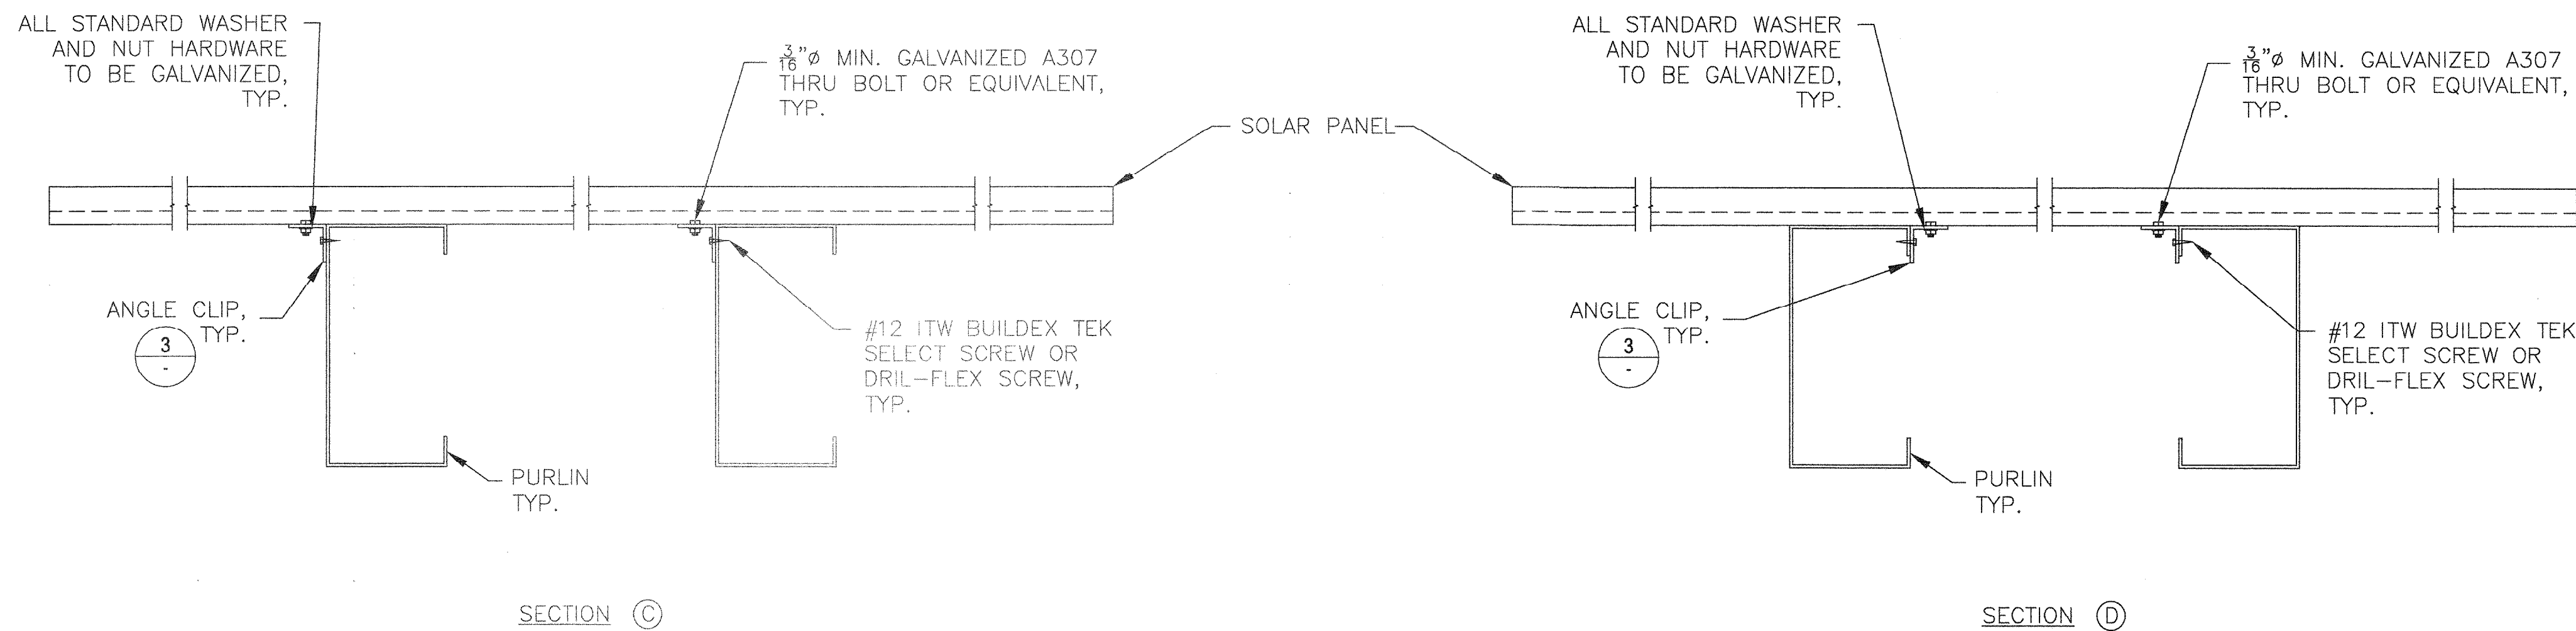 ALL STANDARD WASHER
AND NUT HARDWARE
TO BE GALVANIZED,
TYP.
3/16"ø MIN. GALVANIZED A307
THRU BOLT OR EQUIVALENT,
TYP.
SOLAR PANEL
ANGLE CLIP,
TYP.
3
-
#12 ITW BUILDEX TEK
SELECT SCREW OR
DRIL-FLEX SCREW,
TYP.
PURLIN
TYP.
SECTION C
ALL STANDARD WASHER
AND NUT HARDWARE
TO BE GALVANIZED,
TYP.
3/16"ø MIN. GALVANIZED A307
THRU BOLT OR EQUIVALENT,
TYP.
ANGLE CLIP,
TYP.
3
-
#12 ITW BUILDEX TEK
SELECT SCREW OR
DRIL-FLEX SCREW,
TYP.
PURLIN
TYP.
SECTION D